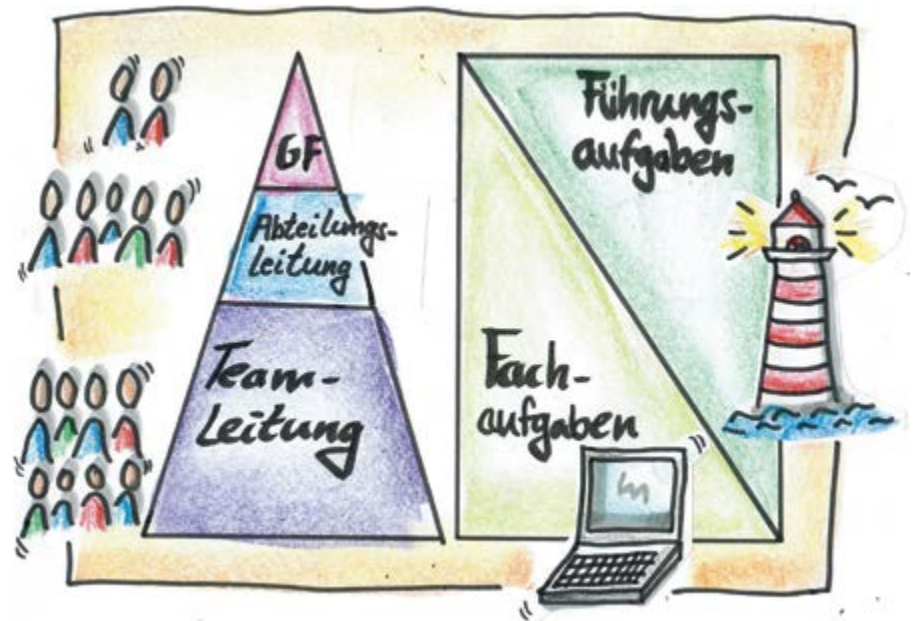 GF
Abteilungs-
leitung
Team-
Leitung
Führungs-
aufgaben
Fach-
aufgaben